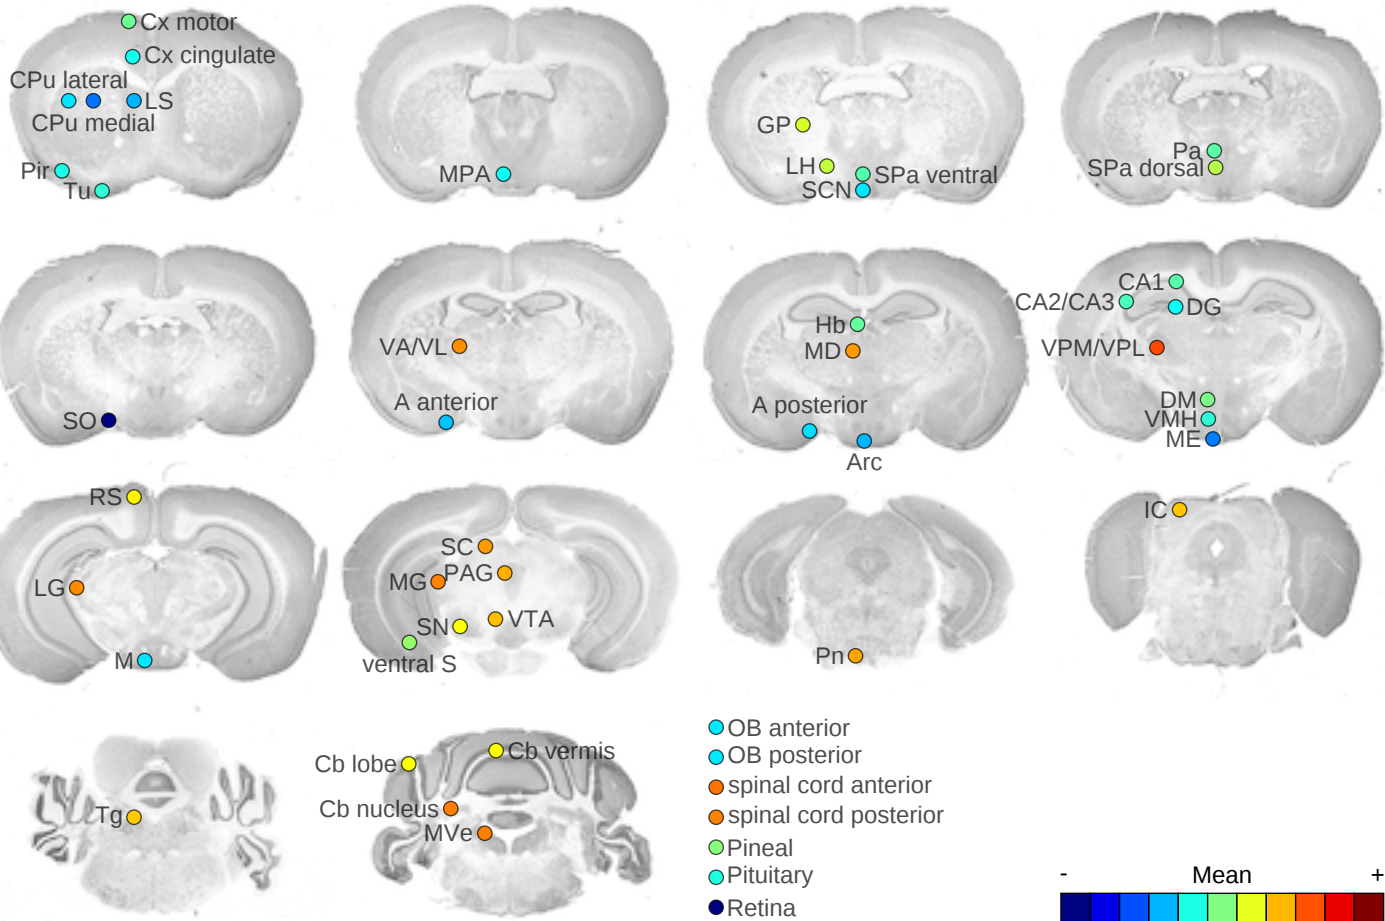 Cx motor
Cx cingulate
CPu lateral
LS
CPu medial
Pir
Tu
MPA
GP
LH
SPa ventral
SCN
Pa
SPa dorsal
SO
VA/VL
A anterior
Hb
MD
A posterior
Arc
CA1
CA2/CA3
DG
VPM/VPL
DM
VMH
ME
RS
LG
M
SC
MG
PAG
SN
VTA
ventral S
Pn
IC
Tg
Cb lobe
Cb vermis
Cb nucleus
MVe
OB anterior
OB posterior
spinal cord anterior
spinal cord posterior
Pineal
Pituitary
Retina
- Mean +